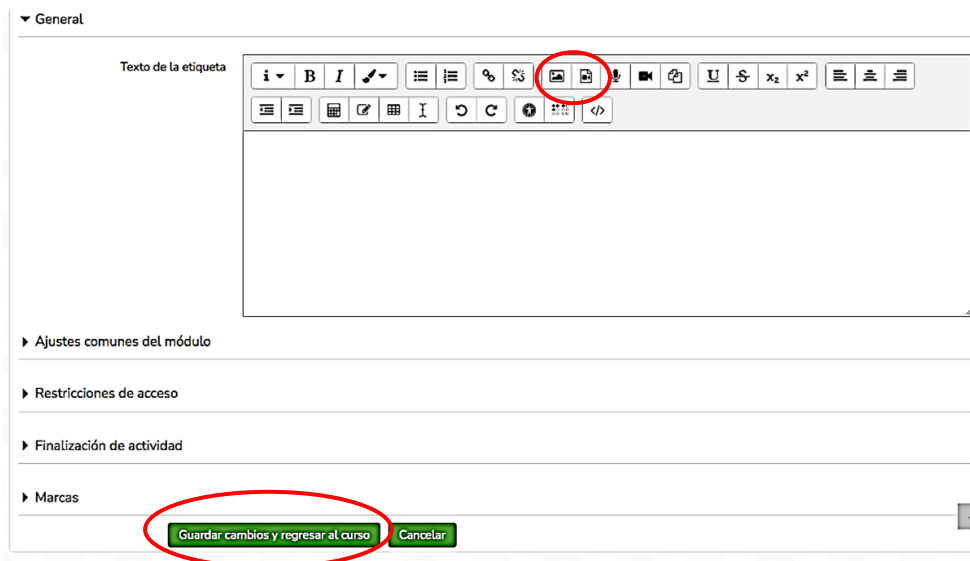 General
Texto de la etiqueta
i B I
U S x₂ x²
Ajustes comunes del módulo
Restricciones de acceso
Finalización de actividad
Marcas
Guardar cambios y regresar al curso Cancelar